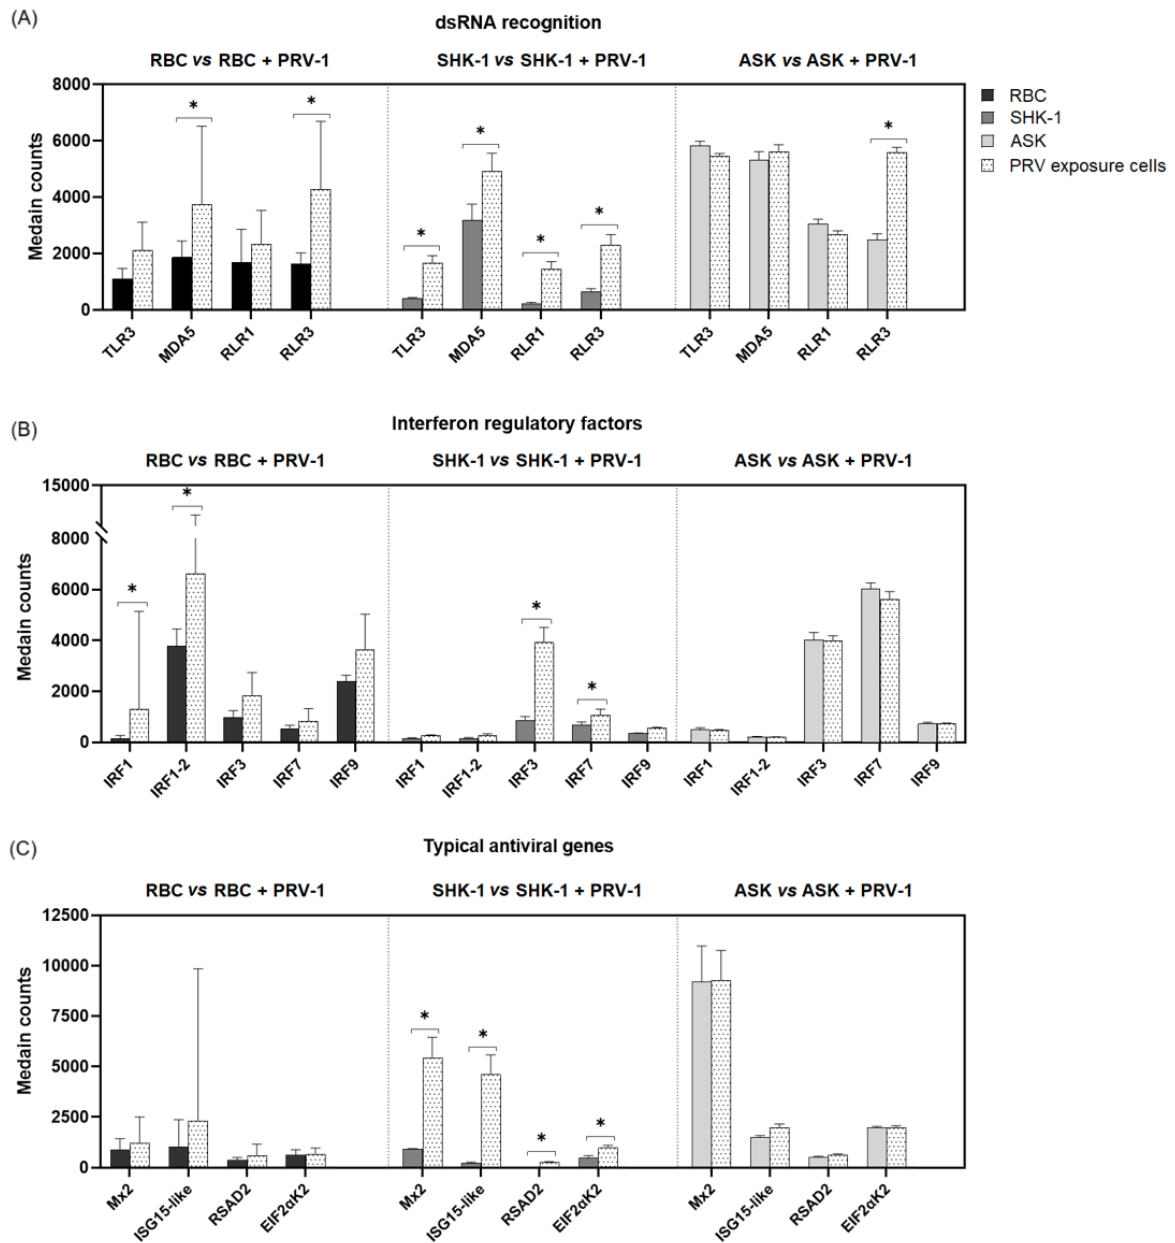 (A)
dsRNA recognition
RBC vs RBC + PRV-1
SHK-1 vs SHK-1 + PRV-1
ASK vs ASK + PRV-1
8000
6000
4000
2000
0
Medain counts
* * * * * * *
TLR3 MDA5 RLR1 RLR3 TLR3 MDA5 RLR1 RLR3 TLR3 MDA5 RLR1 RLR3
RBC
SHK-1
ASK
PRV exposure cells
(B)
Interferon regulatory factors
RBC vs RBC + PRV-1
SHK-1 vs SHK-1 + PRV-1
ASK vs ASK + PRV-1
15000
8000
6000
4000
2000
0
Medain counts
* * * *
IRF1 IRF1-2 IRF3 IRF7 IRF9 IRF1 IRF1-2 IRF3 IRF7 IRF9 IRF1 IRF1-2 IRF3 IRF7 IRF9
(C)
Typical antiviral genes
RBC vs RBC + PRV-1
SHK-1 vs SHK-1 + PRV-1
ASK vs ASK + PRV-1
12500
10000
7500
5000
2500
0
Medain counts
* * * *
Mx2 ISG15-like RSAD2 EIF2αK2 Mx2 ISG15-like RSAD2 EIF2αK2 Mx2 ISG15-like RSAD2 EIF2αK2